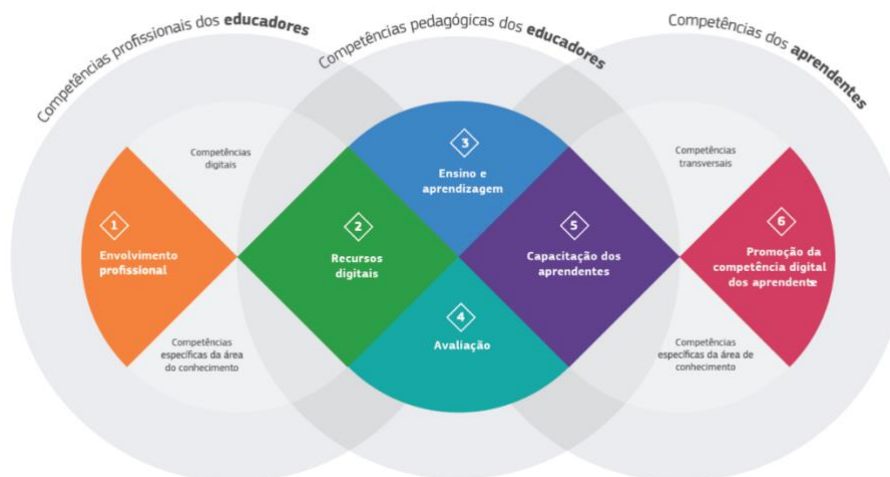 Competências profissionais dos educadores
Competências pedagógicas dos educadores
Competências dos aprendentes
Competências
digitais
1
Envolvimento
profissional
Competências
específicas da área
do conhecimento
2
Recursos
digitais
3
Ensino e
aprendizagem
4
Avaliação
5
Capacitação dos
aprendentes
Competências
transversais
6
Promoção da
competência digital
dos aprendente
Competências
específicas da área de
conhecimento